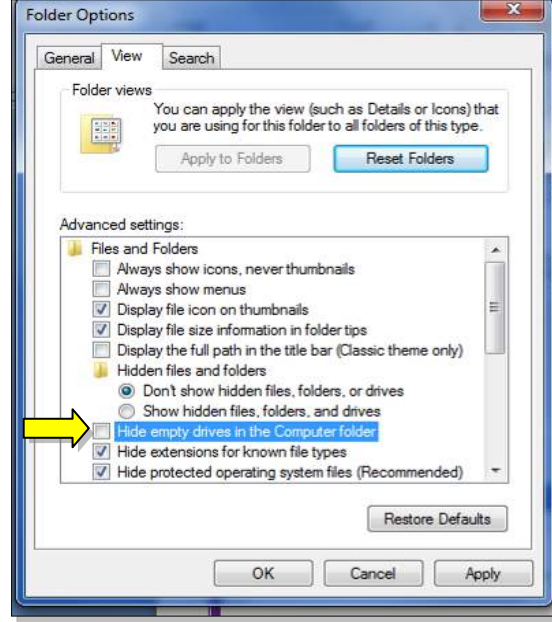 Folder Options
General View Search
Folder views
You can apply the view (such as Details or Icons) that
you are using for this folder to all folders of this type.
Apply to Folders Reset Folders
Advanced settings:
Files and Folders
Always show icons, never thumbnails
Always show menus
Display file icon on thumbnails
Display file size information in folder tips
Display the full path in the title bar (Classic theme only)
Hidden files and folders
Don't show hidden files, folders, or drives
Show hidden files, folders, and drives
Hide empty drives in the Computer folder
Hide extensions for known file types
Hide protected operating system files (Recommended)
Restore Defaults
OK Cancel Apply